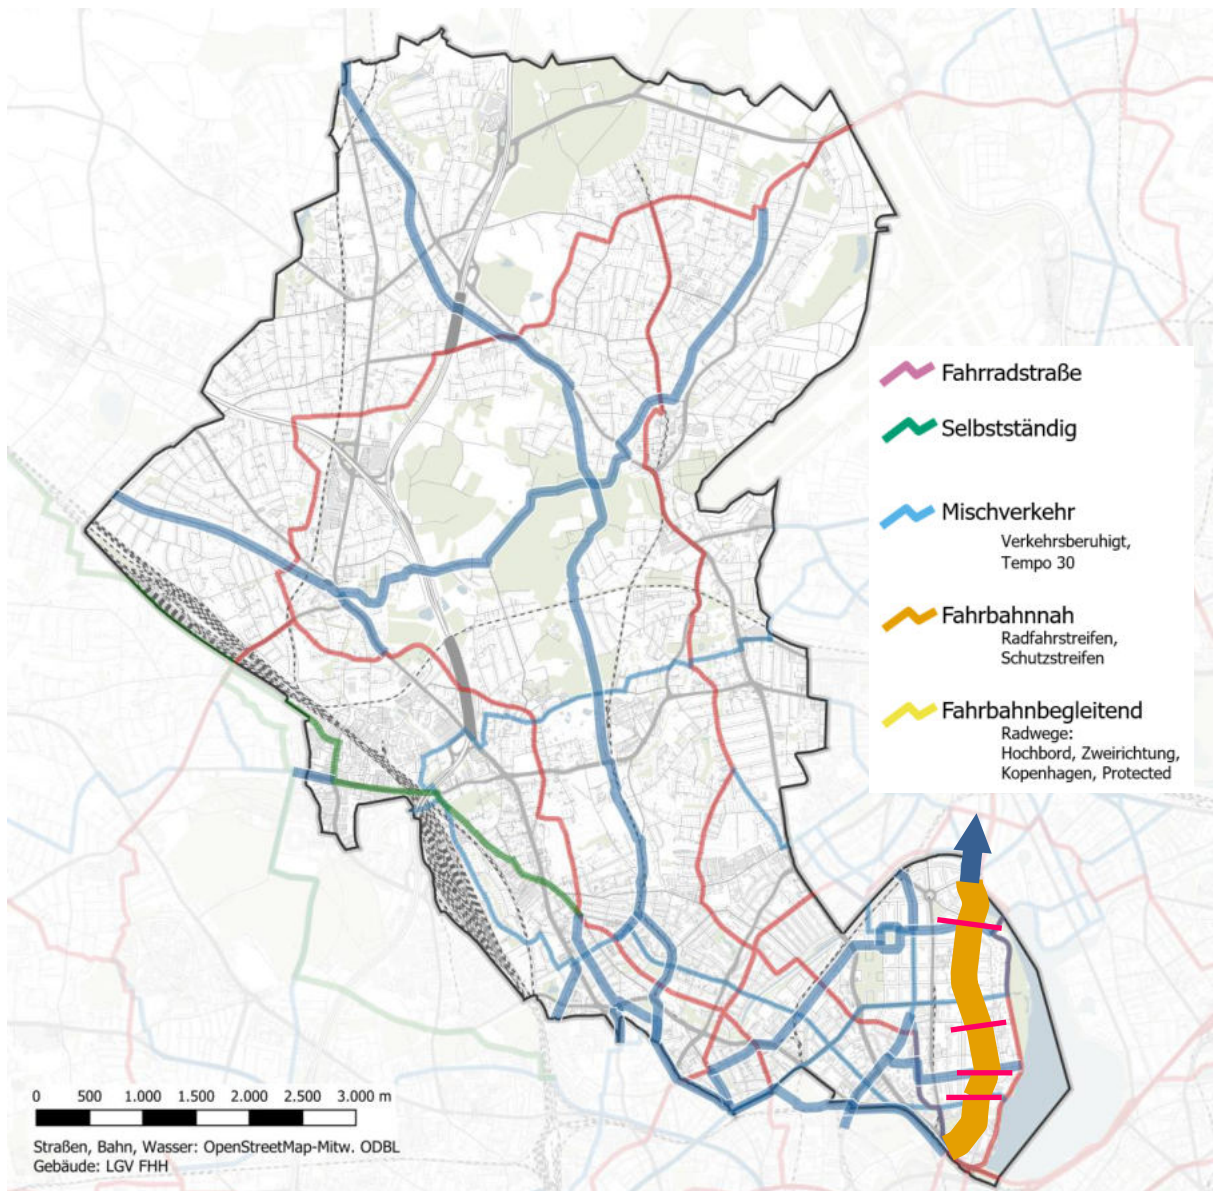 Fahrradstraße
Selbstständig
Mischverkehr
Verkehrsberuhigt,
Tempo 30
Fahrbahnnah
Radfahrstreifen,
Schutzstreifen
Fahrbahnbegleitend
Radwege:
Hochbord, Zweirichtung,
Kopenhagen, Protected
0 500 1.000 1.500 2.000 2.500 3.000 m
Straßen, Bahn, Wasser: OpenStreetMap-Mitw. ODBL
Gebäude: LGV FHH